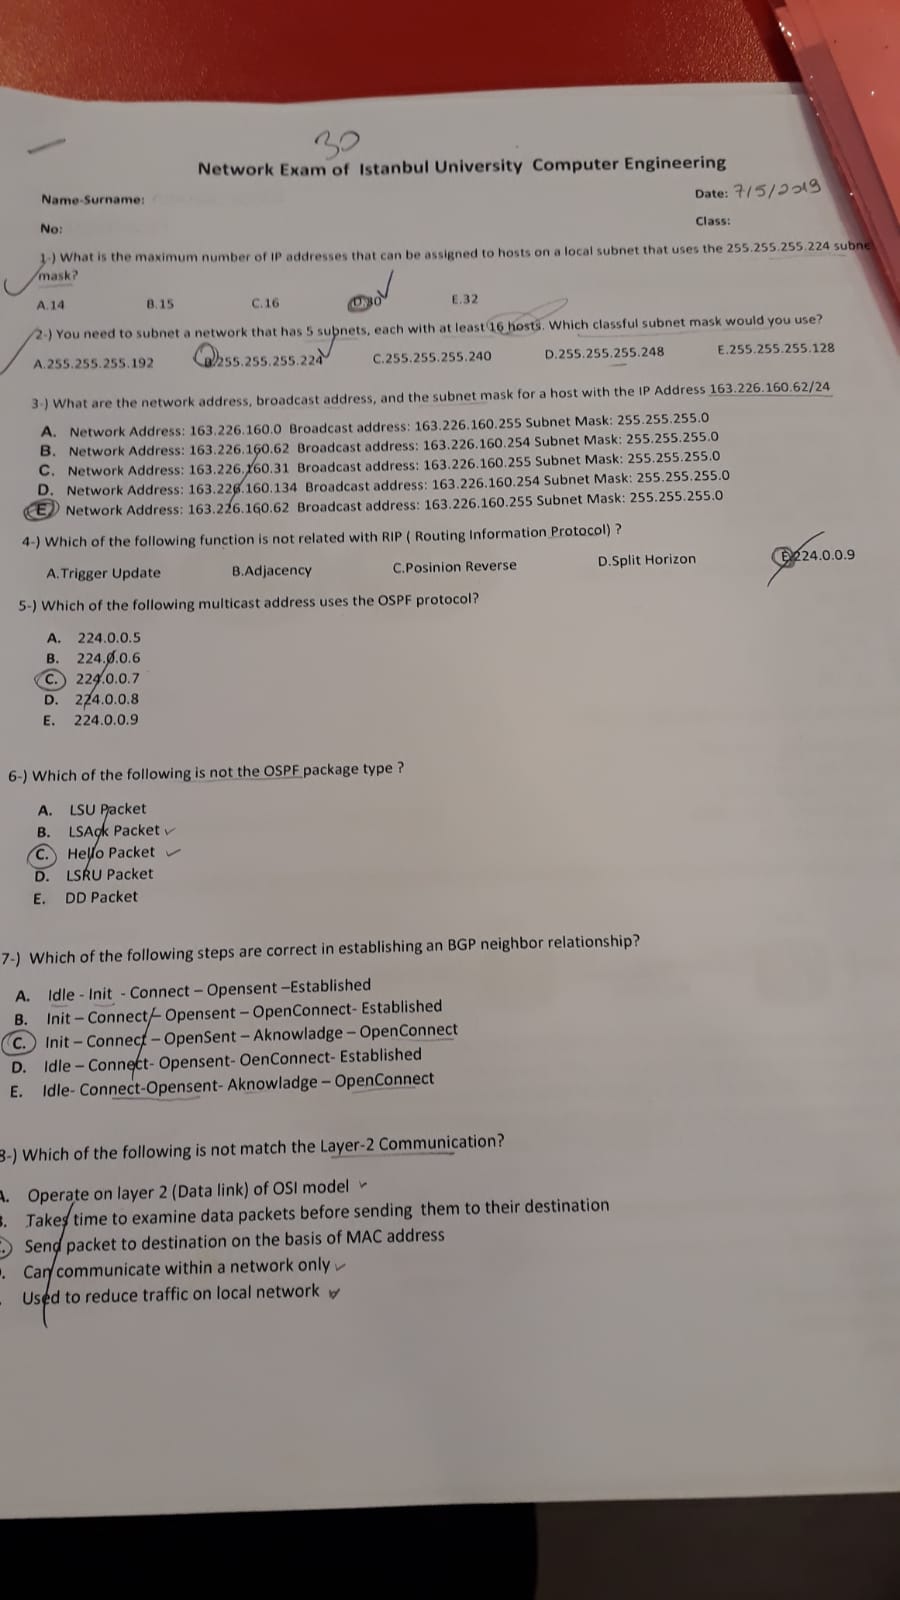 30
Network Exam of Istanbul University Computer Engineering
Name-Surname:
Date: 7/5/2019
No:
Class:
1-) What is the maximum number of IP addresses that can be assigned to hosts on a local subnet that uses the 255.255.255.224 subne
mask?
A.14 B.15 C.16 D.30 E.32
2-) You need to subnet a network that has 5 subnets, each with at least 16 hosts. Which classful subnet mask would you use?
A.255.255.255.192 B.255.255.255.224 C.255.255.255.240 D.255.255.255.248 E.255.255.255.128
3-) What are the network address, broadcast address, and the subnet mask for a host with the IP Address 163.226.160.62/24
A. Network Address: 163.226.160.0 Broadcast address: 163.226.160.255 Subnet Mask: 255.255.255.0
B. Network Address: 163.226.160.62 Broadcast address: 163.226.160.254 Subnet Mask: 255.255.255.0
C. Network Address: 163.226.160.31 Broadcast address: 163.226.160.255 Subnet Mask: 255.255.255.0
D. Network Address: 163.226.160.134 Broadcast address: 163.226.160.254 Subnet Mask: 255.255.255.0
E. Network Address: 163.226.160.62 Broadcast address: 163.226.160.255 Subnet Mask: 255.255.255.0
4-) Which of the following function is not related with RIP ( Routing Information Protocol) ?
A.Trigger Update B.Adjacency C.Posinion Reverse D.Split Horizon E.224.0.0.9
5-) Which of the following multicast address uses the OSPF protocol?
A. 224.0.0.5
B. 224.0.0.6
C. 224.0.0.7
D. 224.0.0.8
E. 224.0.0.9
6-) Which of the following is not the OSPF package type ?
A. LSU Packet
B. LSAck Packet
C. Hello Packet
D. LSRU Packet
E. DD Packet
7-) Which of the following steps are correct in establishing an BGP neighbor relationship?
A. Idle - Init - Connect – Opensent –Established
B. Init – Connect – Opensent – OpenConnect- Established
C. Init – Connect – OpenSent – Aknowladge – OpenConnect
D. Idle – Connect- Opensent- OenConnect- Established
E. Idle- Connect-Opensent- Aknowladge – OpenConnect
8-) Which of the following is not match the Layer-2 Communication?
A. Operate on layer 2 (Data link) of OSI model
Takes time to examine data packets before sending them to their destination
Send packet to destination on the basis of MAC address
Can communicate within a network only
Used to reduce traffic on local network